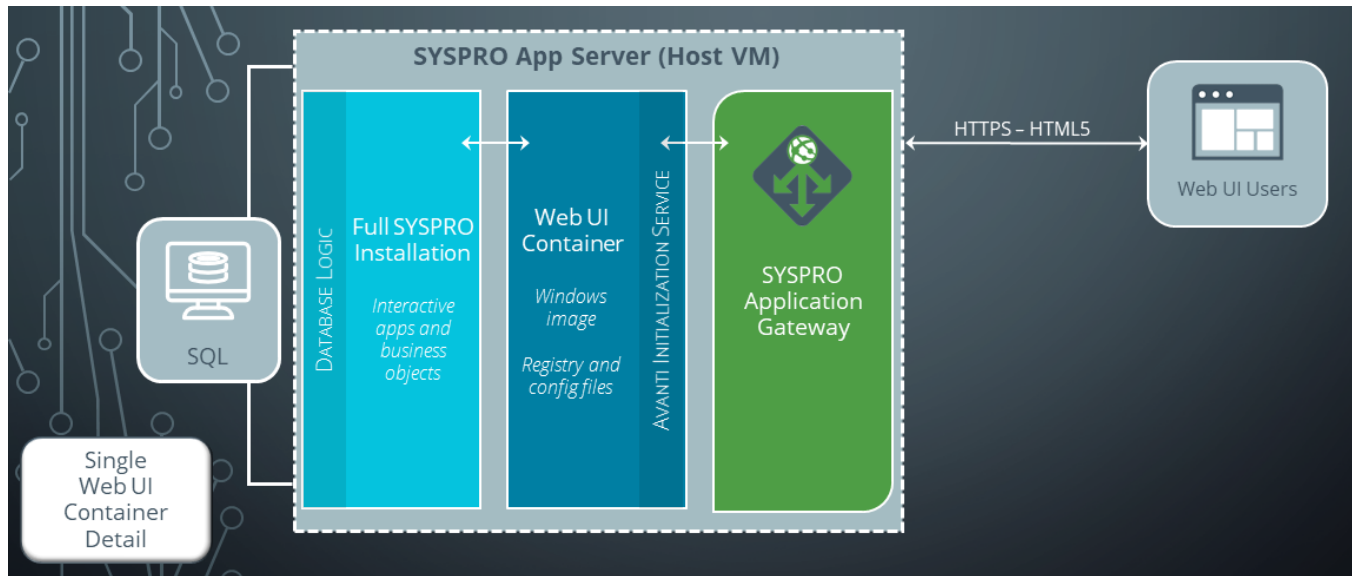 SYSPRO App Server (Host VM)
SQL
DATABASE LOGIC
Full SYSPRO
Installation
Interactive
apps and
business
objects
Web UI
Container
Windows
image
Registry and
config files
AVANTI INITIALIZATION SERVICE
SYSPRO
Application
Gateway
HTTPS – HTML5
Web UI Users
Single
Web UI
Container
Detail